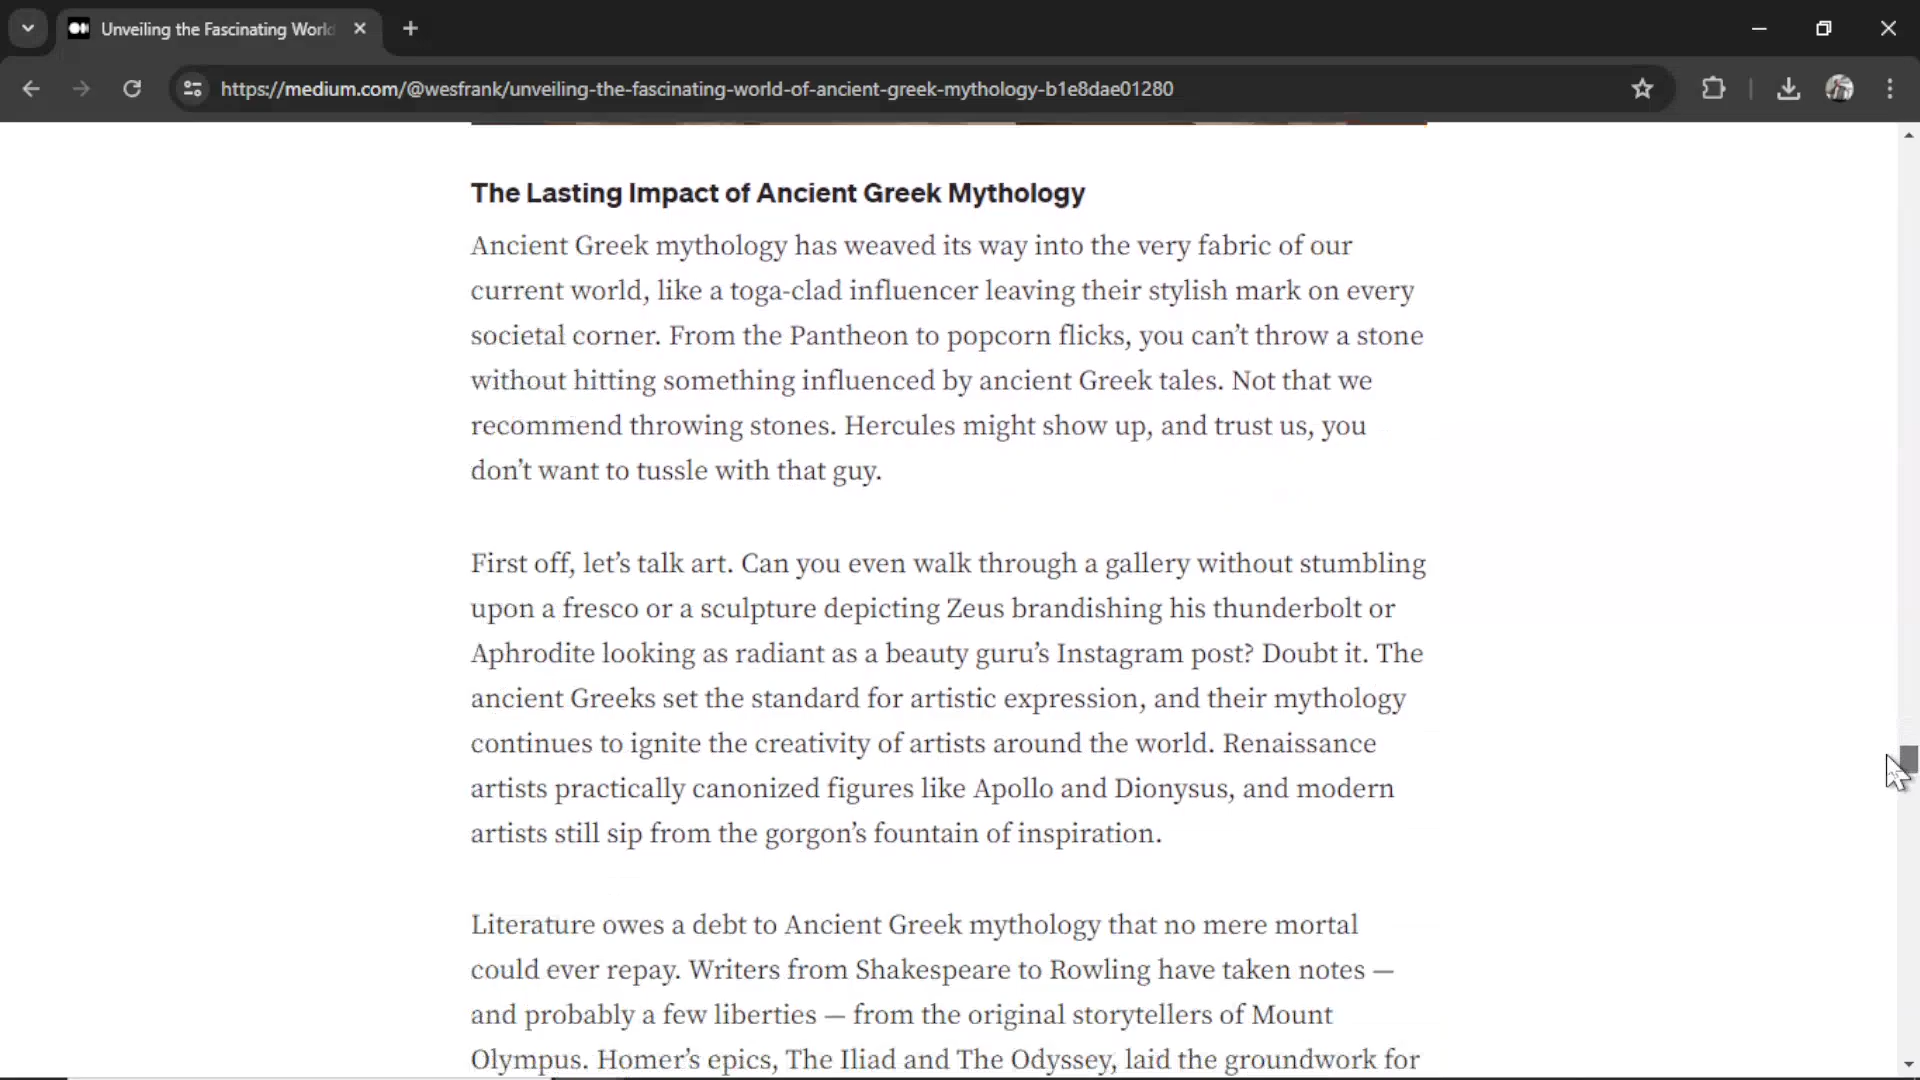 Unveiling the Fascinating World
https://medium.com/@wesfrank/unveiling-the-fascinating-world-of-ancient-greek-mythology-b1e8dae01280
The Lasting Impact of Ancient Greek Mythology
Ancient Greek mythology has weaved its way into the very fabric of our
current world, like a toga-clad influencer leaving their stylish mark on every
societal corner. From the Pantheon to popcorn flicks, you can’t throw a stone
without hitting something influenced by ancient Greek tales. Not that we
recommend throwing stones. Hercules might show up, and trust us, you
don’t want to tussle with that guy.
First off, let’s talk art. Can you even walk through a gallery without stumbling
upon a fresco or a sculpture depicting Zeus brandishing his thunderbolt or
Aphrodite looking as radiant as a beauty guru’s Instagram post? Doubt it. The
ancient Greeks set the standard for artistic expression, and their mythology
continues to ignite the creativity of artists around the world. Renaissance
artists practically canonized figures like Apollo and Dionysus, and modern
artists still sip from the gorgon’s fountain of inspiration.
Literature owes a debt to Ancient Greek mythology that no mere mortal
could ever repay. Writers from Shakespeare to Rowling have taken notes —
and probably a few liberties — from the original storytellers of Mount
Olympus. Homer’s epics, The Iliad and The Odyssey, laid the groundwork for